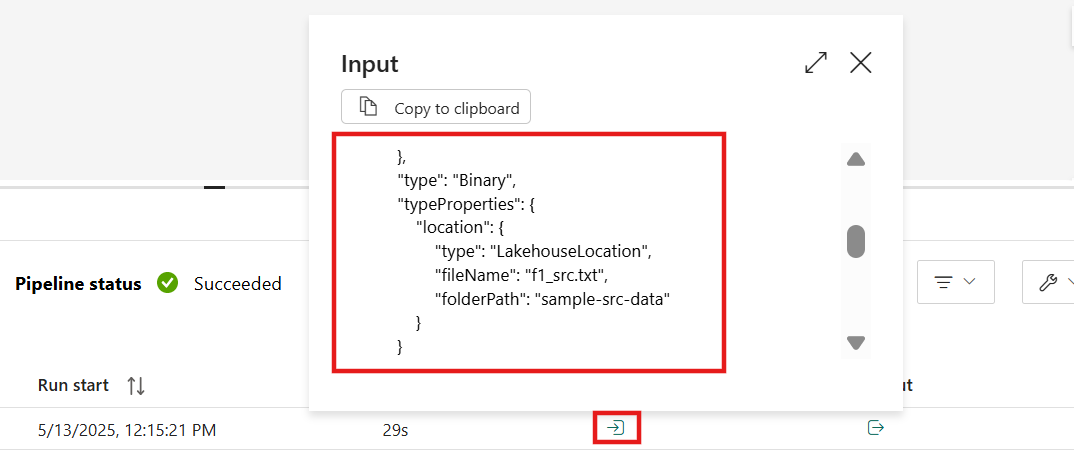 Input
Copy to clipboard
},
"type": "Binary",
"typeProperties": {
"location": {
"type": "LakehouseLocation",
"fileName": "f1_src.txt",
"folderPath": "sample-src-data"
}
}
Pipeline status Succeeded
Run start
5/13/2025, 12:15:21 PM 29s